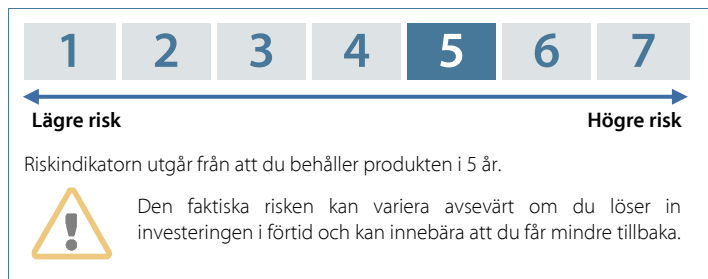 1 2 3 4 5 6 7
Lägre risk Högre risk
Riskindikatorn utgår från att du behåller produkten i 5 år.
Den faktiska risken kan variera avsevärt om du löser in
investeringen i förtid och kan innebära att du får mindre tillbaka.